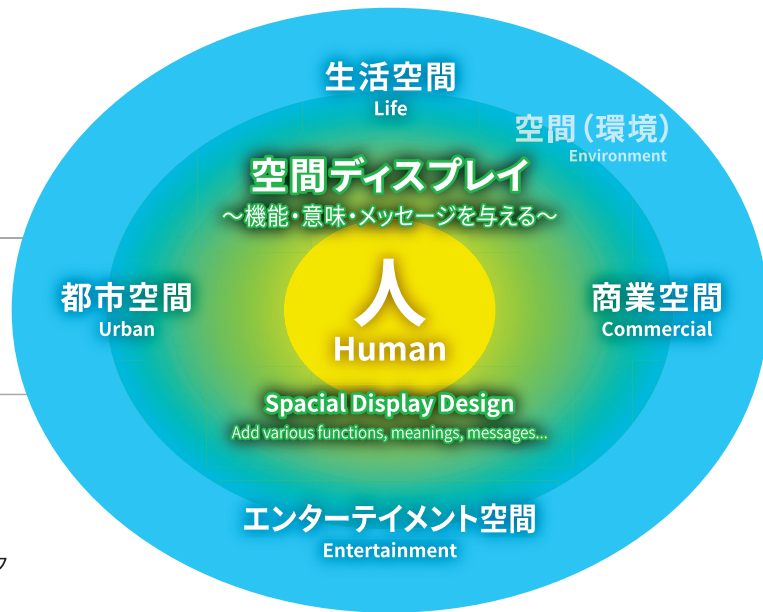 生活空間
Life
空間（環境）
Environment
空間ディスプレイ
～機能・意味・メッセージを与える～
都市空間
Urban
人
Human
商業空間
Commercial
Spacial Display Design
Add various functions, meanings, messages...
エンターテイメント空間
Entertainment